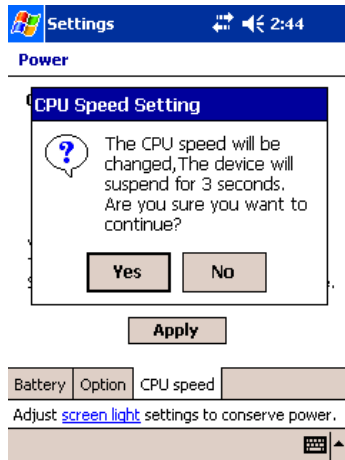 Settings 2:44
Power
CPU Speed Setting
?
The CPU speed will be
changed,The device will
suspend for 3 seconds.
Are you sure you want to
continue?
Yes No
Apply
Battery Option CPU speed
Adjust screen light settings to conserve power.